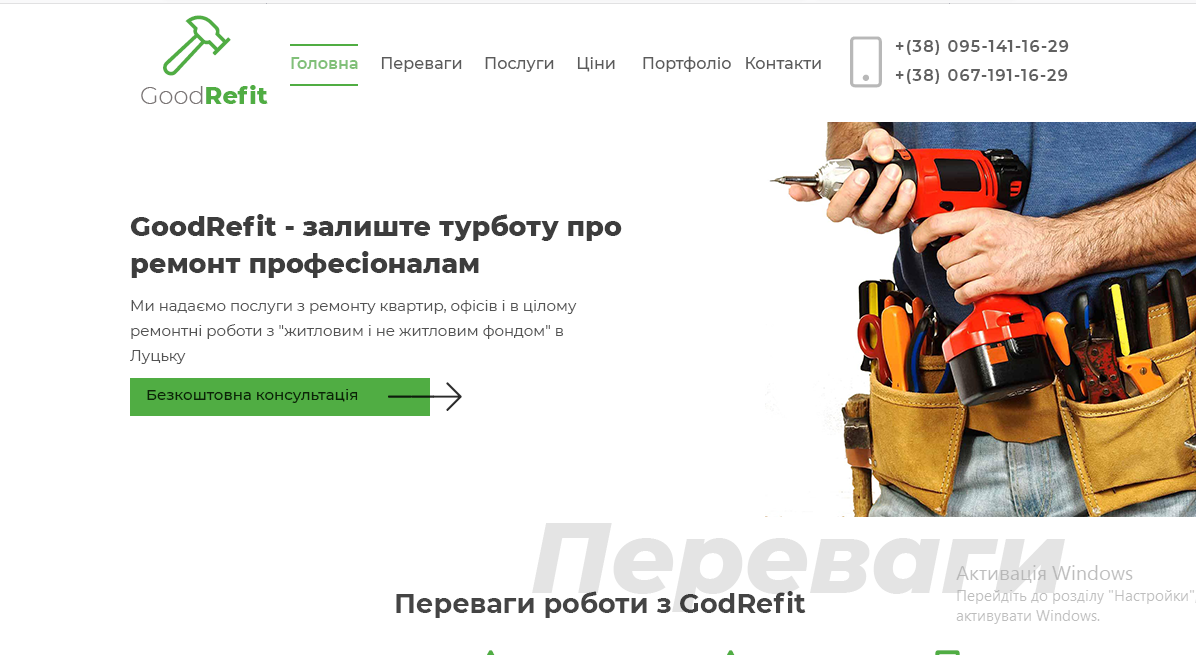 GoodRefit
Головна Переваги Послуги Ціни Портфоліо Контакти
+(38) 095-141-16-29
+(38) 067-191-16-29
GoodRefit - залиште турботу про
ремонт професіоналам
Ми надаємо послуги з ремонту квартир, офісів і в цілому
ремонтні роботи з "житловим і не житловим фондом" в
Луцьку
Безкоштовна консультація
Переваги
Переваги роботи з GodRefit
Активація Windows
Перейдіть до розділу "Настройки",
активувати Windows.